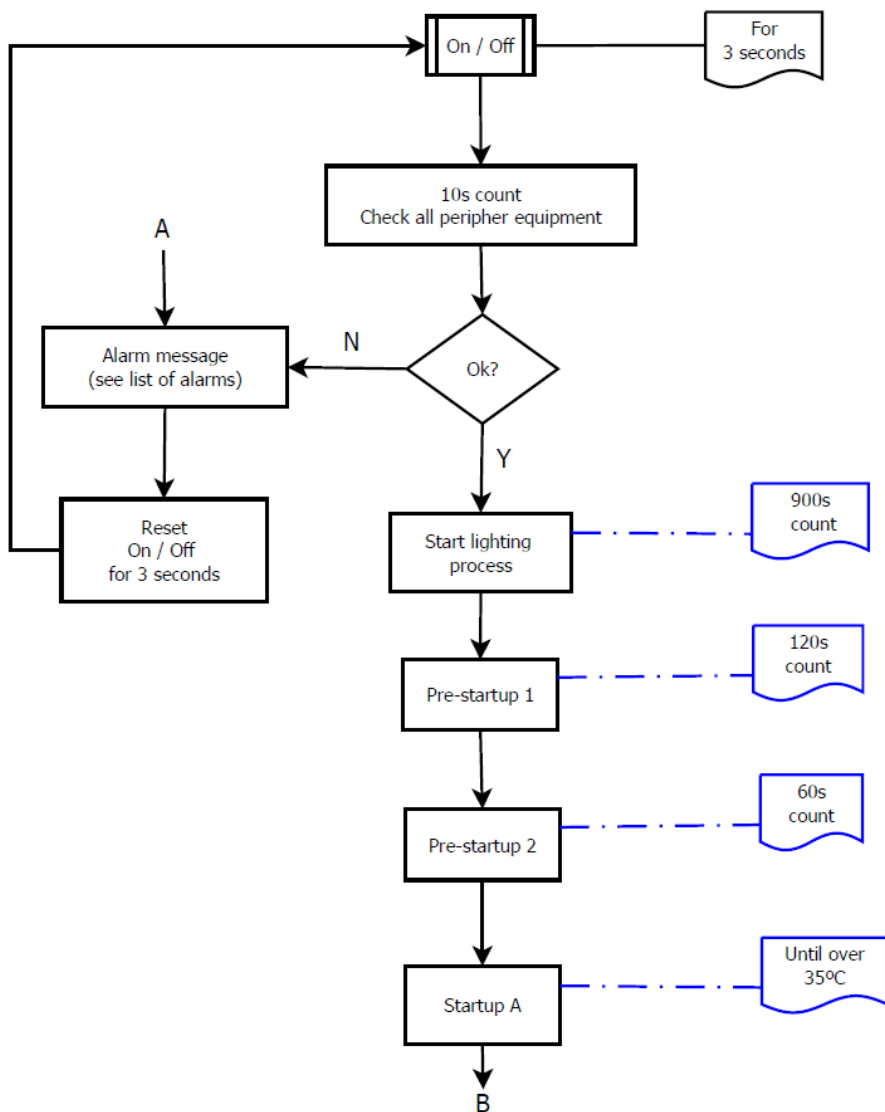 On / Off
For
3 seconds
10s count
Check all peripher equipment
A
Alarm message
(see list of alarms)
N
Ok?
Y
Reset
On / Off
for 3 seconds
Start lighting
process
900s
count
Pre-startup 1
120s
count
Pre-startup 2
60s
count
Startup A
Until over
35ºC
B